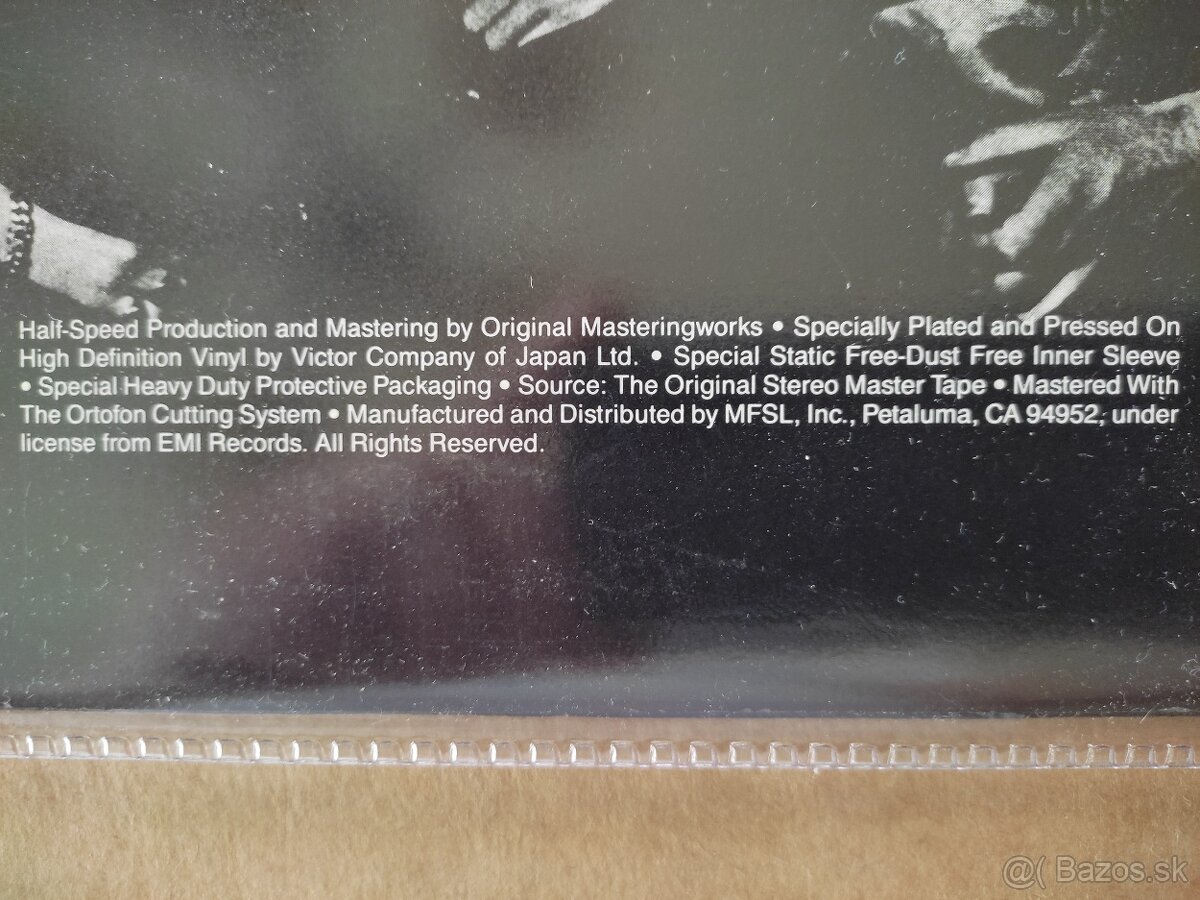 Half-Speed Production and Mastering by Original Masteringworks • Specially Plated and Pressed On
High Definition Vinyl by Victor Company of Japan Ltd. • Special Static Free-Dust Free Inner Sleeve
• Special Heavy Duty Protective Packaging • Source: The Original Stereo Master Tape • Mastered With
The Ortofon Cutting System • Manufactured and Distributed by MFSL, Inc., Petaluma, CA 94952, under
license from EMI Records. All Rights Reserved.
@( Bazos.sk